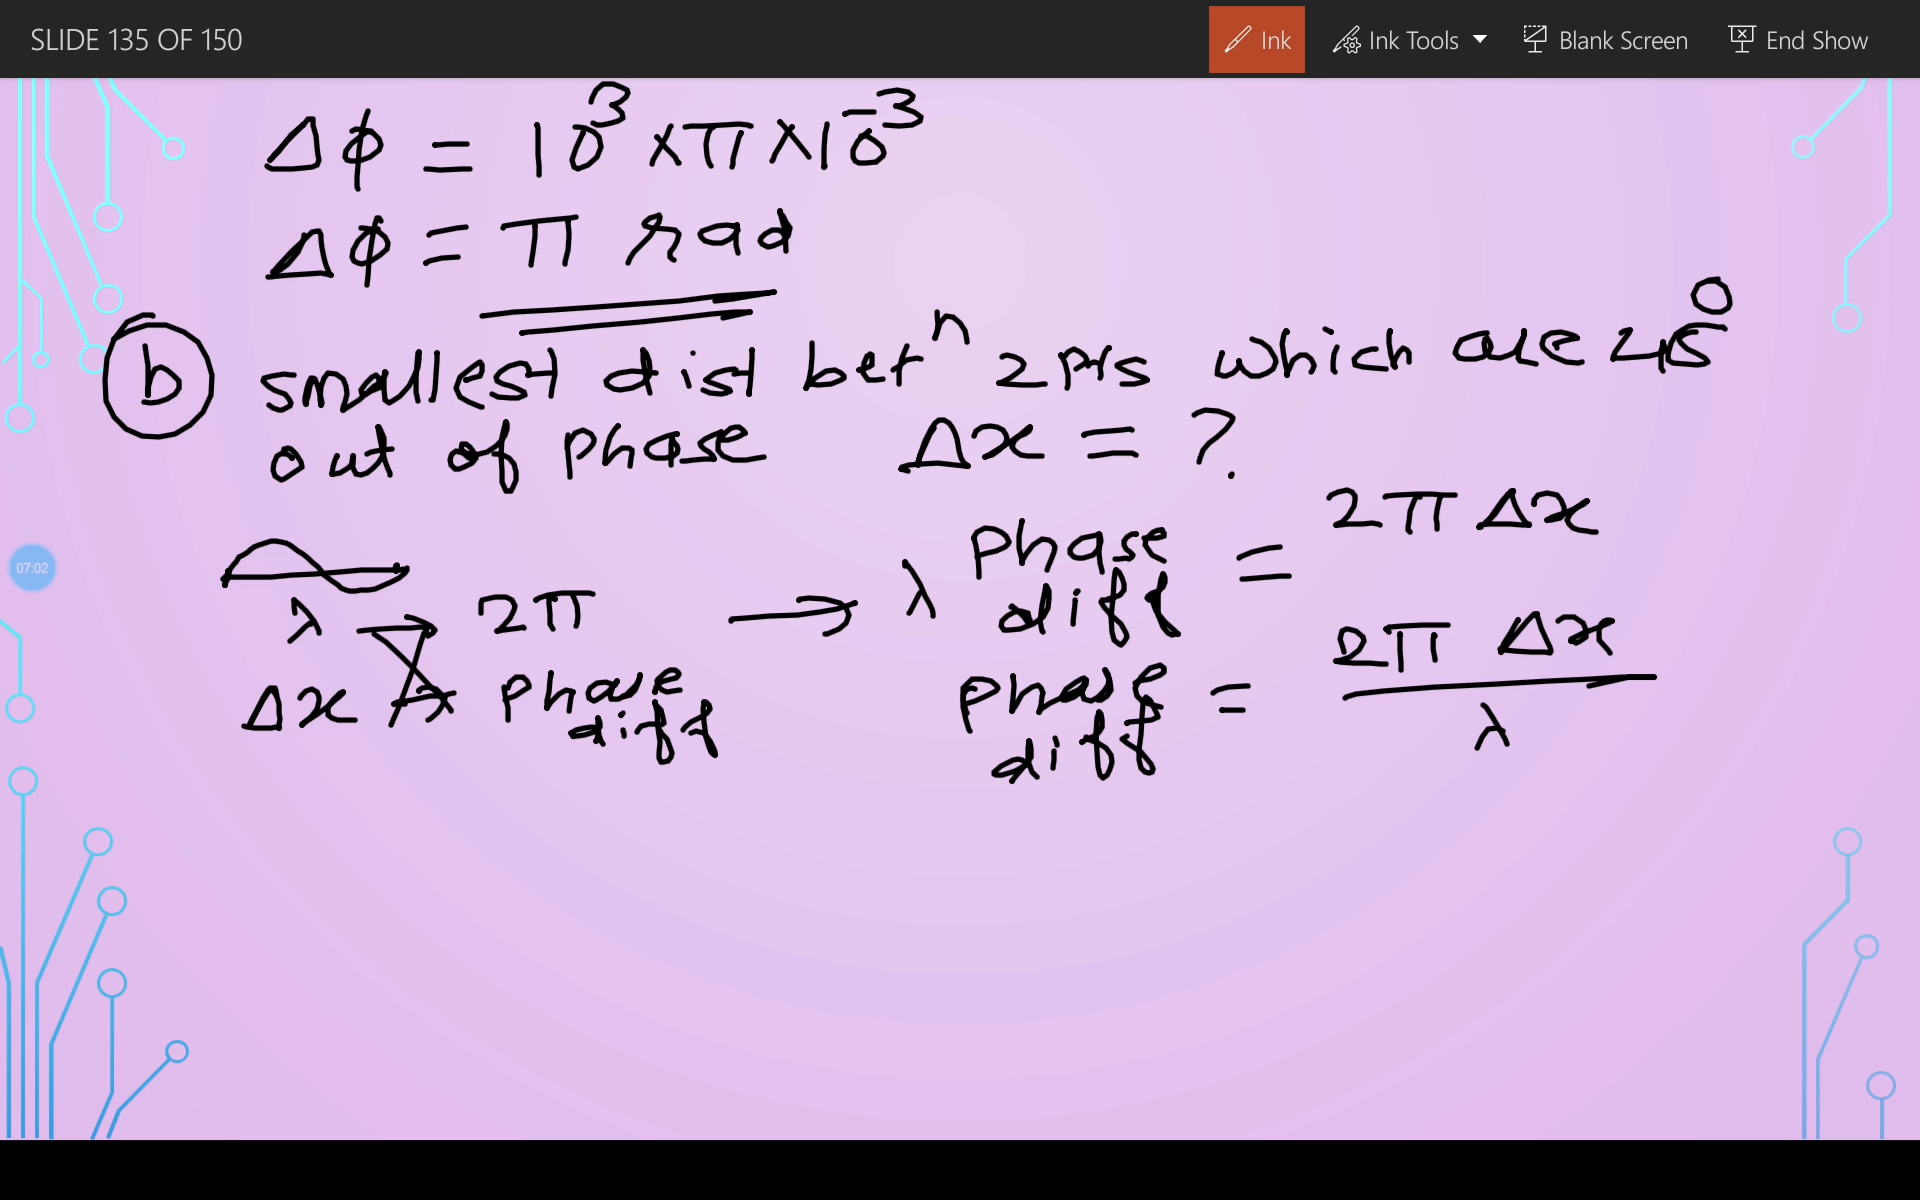 SLIDE 135 OF 150
Ink
Ink Tools
Blank Screen
End Show
Δϕ = 10³ × π × 10⁻³
Δϕ = π rad
b smallest dist betⁿ 2 pts which are 45⁰
out of phase Δx = ?
07:02
λ → 2π → λ phase diff = 2π Δx
Δx → phase diff
phase diff = 2π Δx / λ